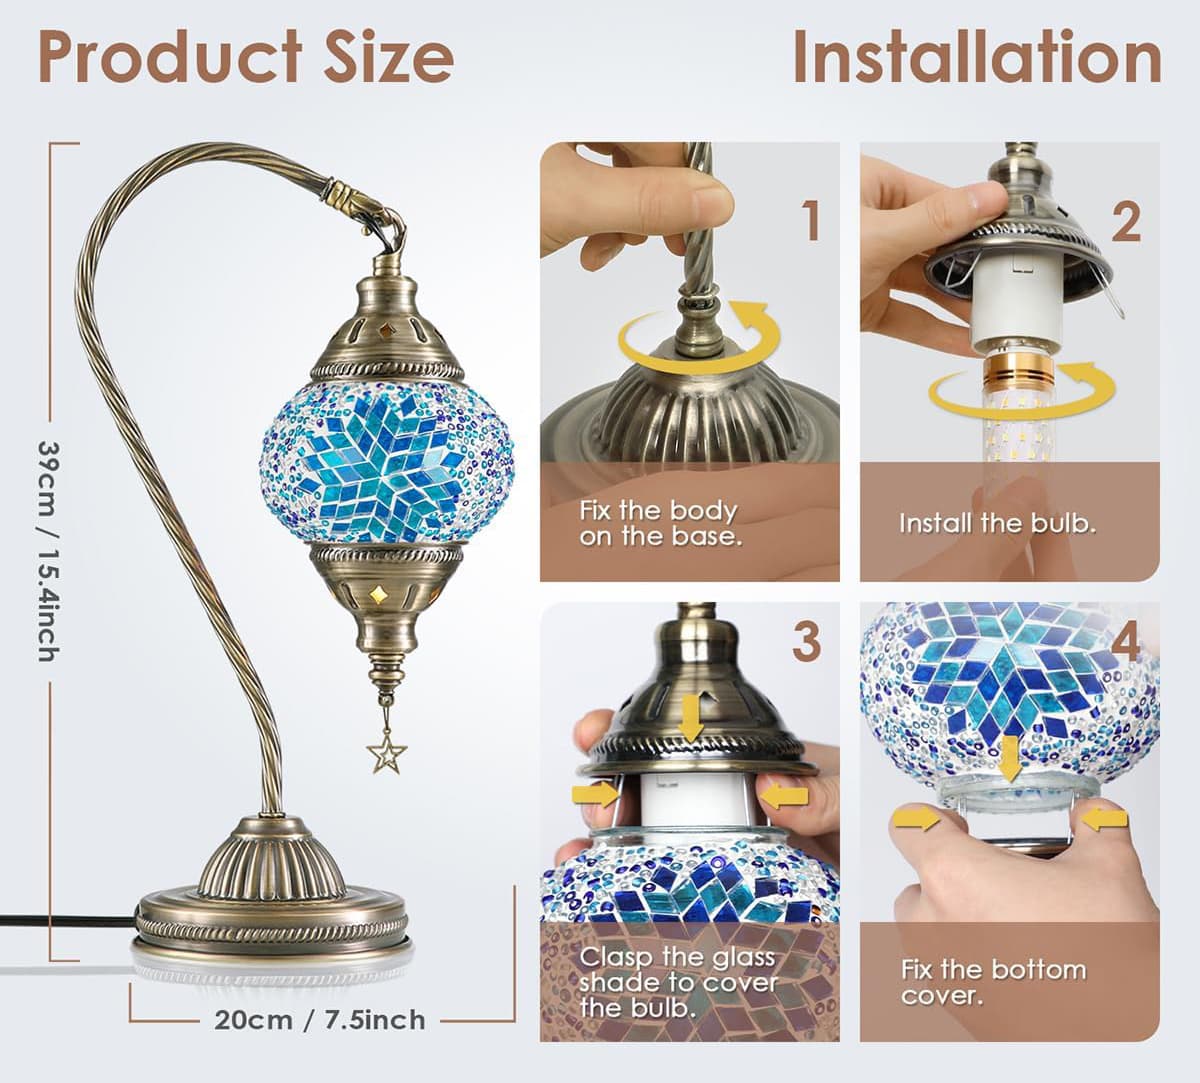 Product Size
Installation
39cm / 15.4inch
20cm / 7.5inch
1
Fix the body
on the base.
2
Install the bulb.
3
Clasp the glass
shade to cover
the bulb.
4
Fix the bottom
cover.